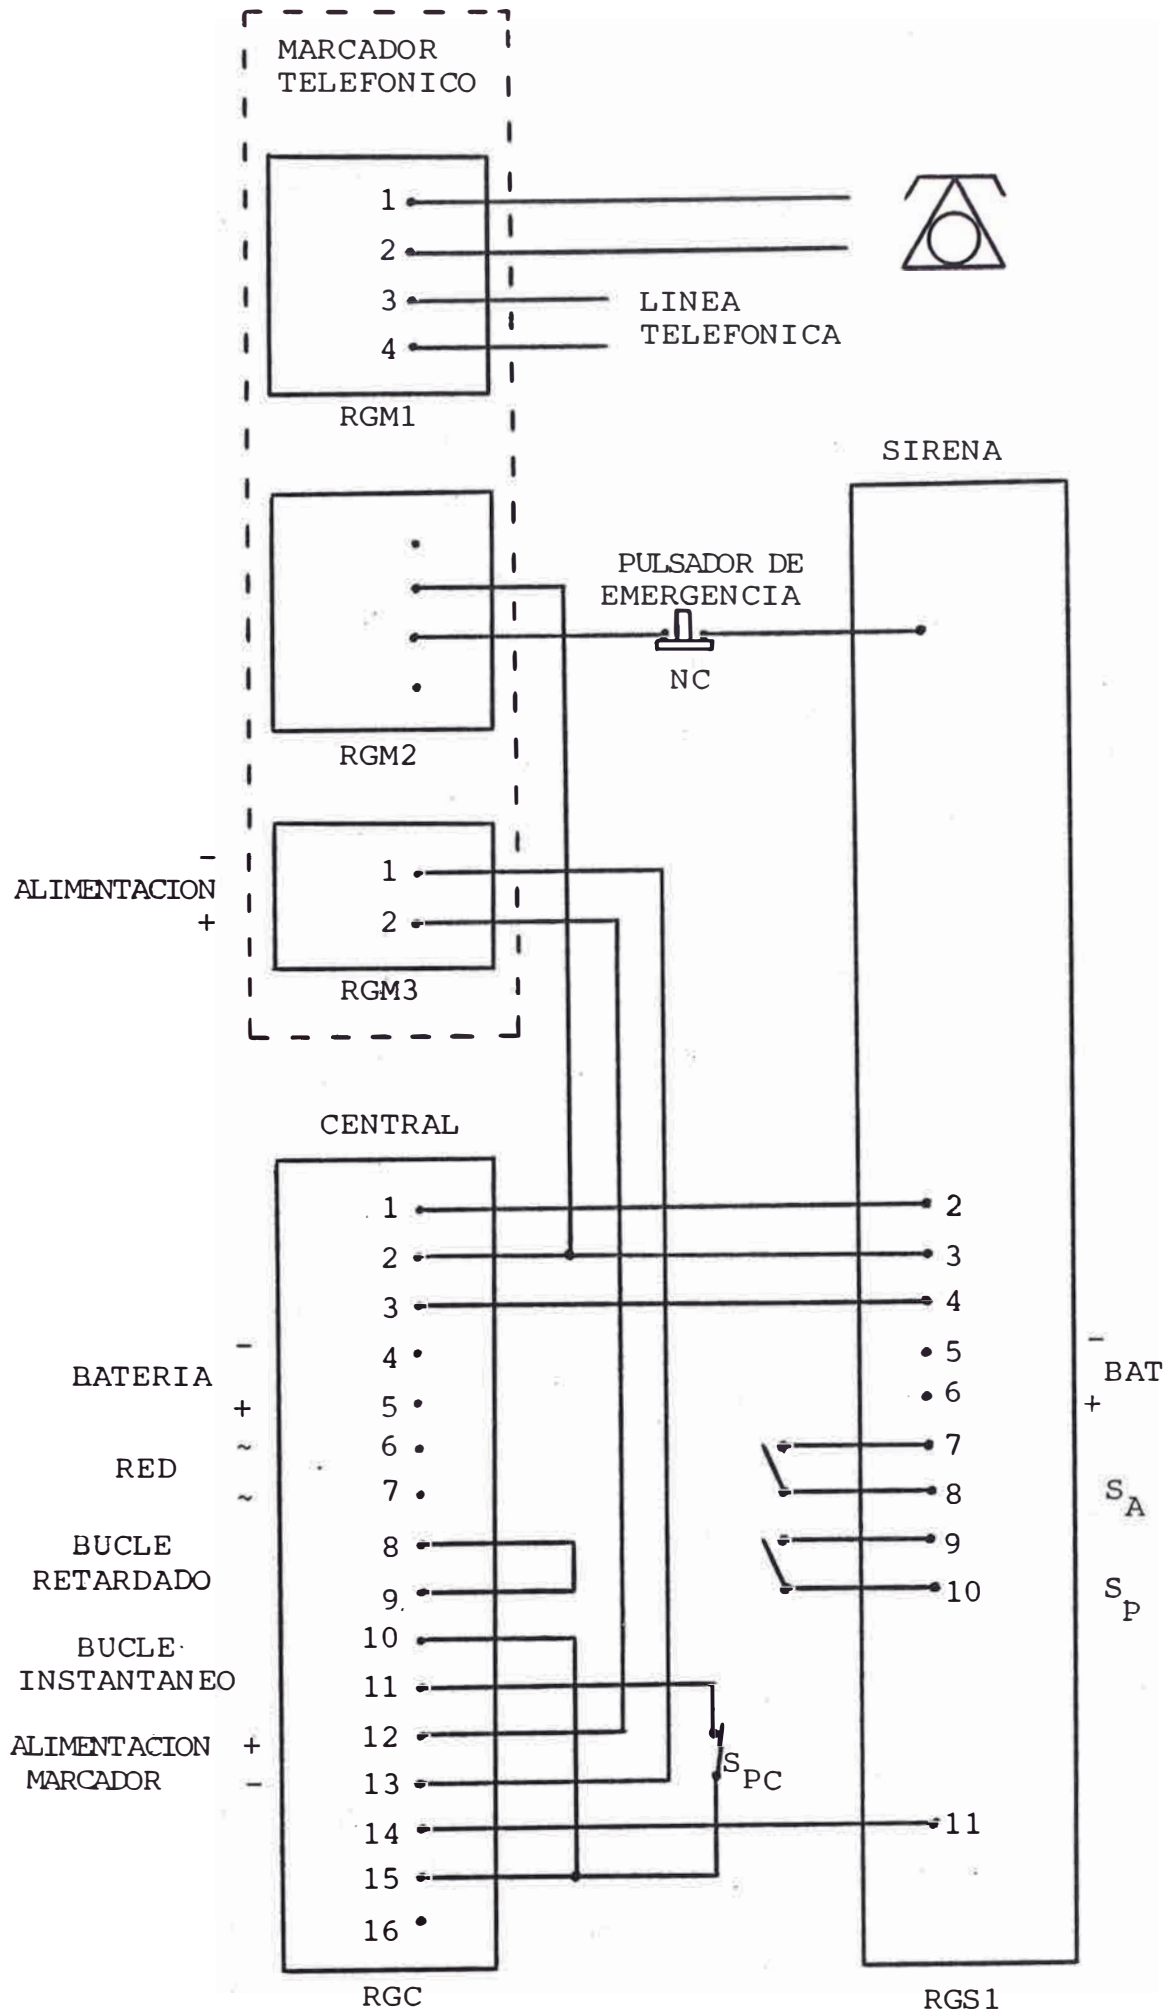 MARCADOR
TELEFONICO
1
2
3
4
LINEA
TELEFONICA
RGM1
SIRENA
PULSADOR DE
EMERGENCIA
NC
RGM2
-
ALIMENTACION
+
1
2
RGM3
CENTRAL
1
2
3
4
5
6
7
8
9
10
11
12
13
14
15
16
-
BATERIA
+
~
RED
~
BUCLE
RETARDADO
BUCLE
INSTANTANEO
ALIMENTACION +
MARCADOR -
RGC
SPC
2
3
4
5
6
7
8
9
10
11
-
BAT
+
SA
Sp
RGS1